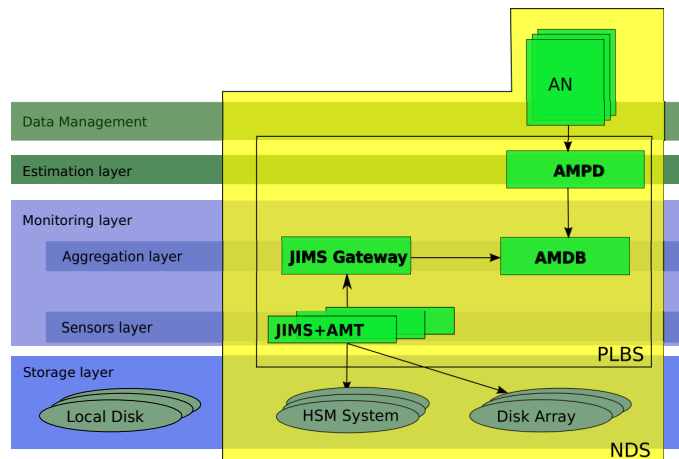 AN
Data Management
Estimation layer
AMPD
Monitoring layer
Aggregation layer
JIMS Gateway
AMDB
Sensors layer
JIMS+AMT
PLBS
Storage layer
Local Disk
HSM System
Disk Array
NDS